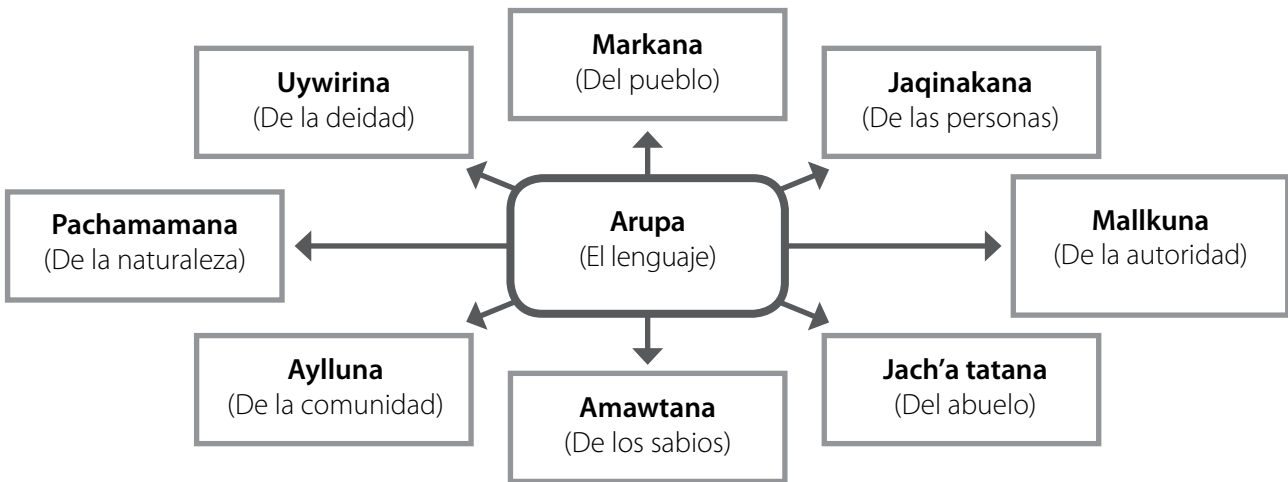 Markana
(Del pueblo)
Uywirina
(De la deidad)
Jaqinakana
(De las personas)
Pachamamana
(De la naturaleza)
Arupa
(El lenguaje)
Mallkuna
(De la autoridad)
Aylluna
(De la comunidad)
Amawtana
(De los sabios)
Jach’a tatana
(Del abuelo)